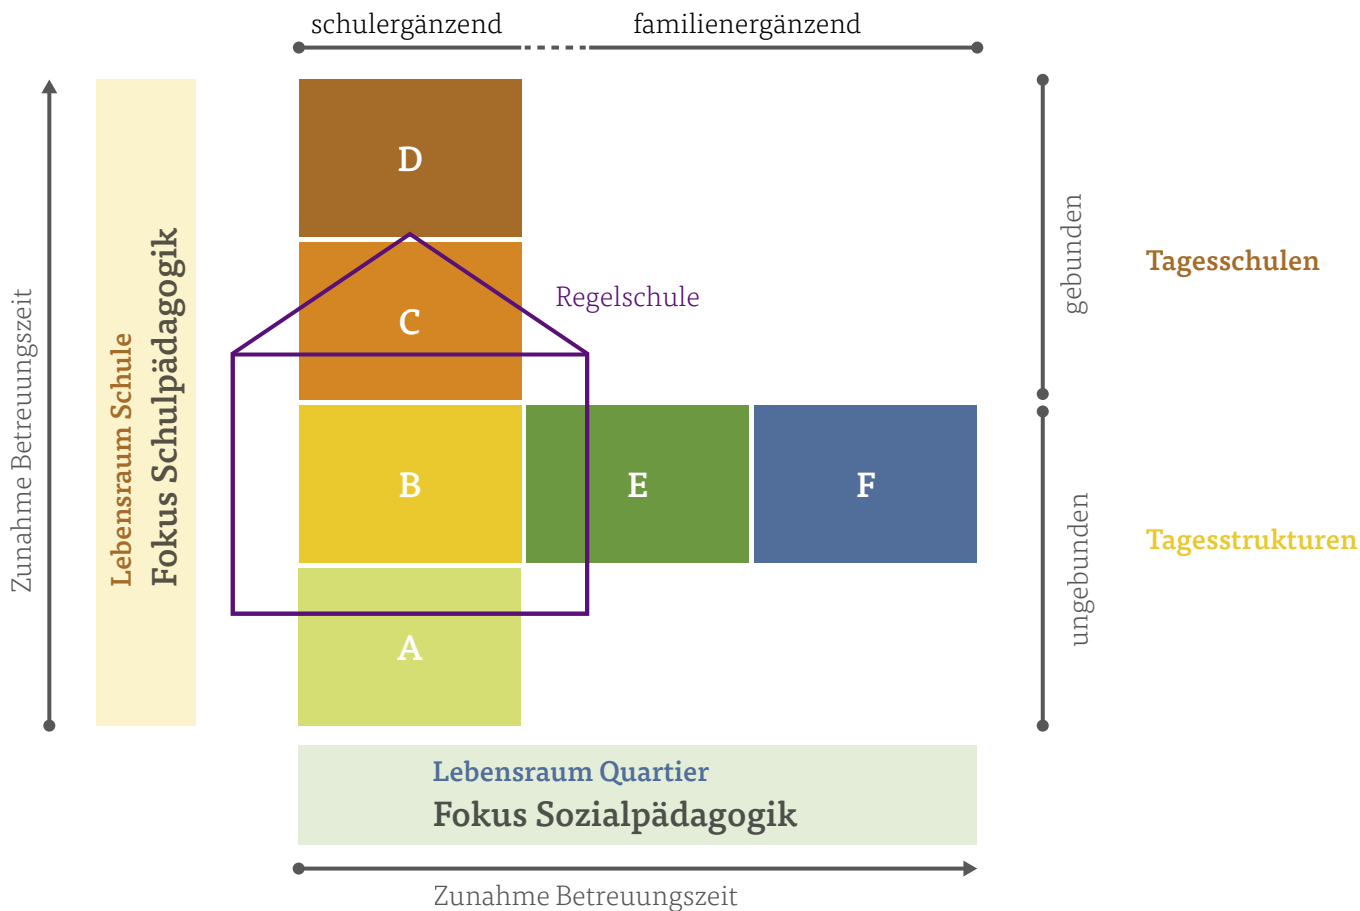 schulergänzend
familienergänzend
D
C
Regelschule
B
E
F
A
Zunahme Betreuungszeit
Lebensraum Schule
Fokus Schulpädagogik
gebunden
Tagesschulen
ungebunden
Tagesstrukturen
Lebensraum Quartier
Fokus Sozialpädagogik
Zunahme Betreuungszeit